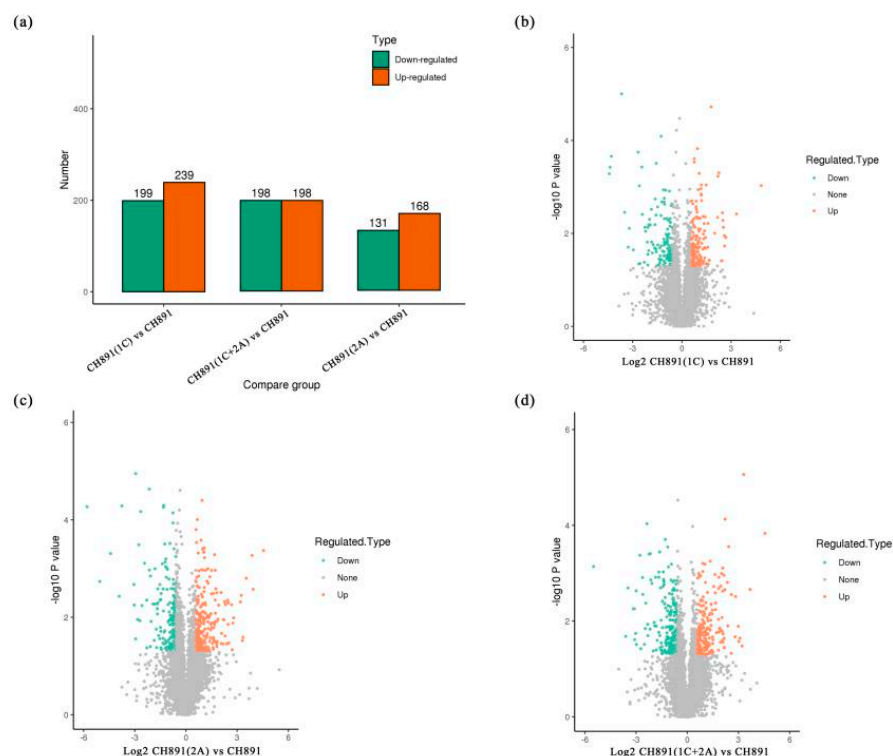 (a)
Type
Down-regulated
Up-regulated
Number
400
200
0
199
239
198
198
131
168
CH891(1C) vs CH891
CH891(1C+2A) vs CH891
CH891(2A) vs CH891
Compare group
(b)
-log10 P value
6
4
2
0
-6
-3
0
3
6
Log2 CH891(1C) vs CH891
Regulated.Type
Down
None
Up
(c)
-log10 P value
6
4
2
0
-6
-3
0
3
6
Log2 CH891(2A) vs CH891
Regulated.Type
Down
None
Up
(d)
-log10 P value
6
4
2
0
-6
-3
0
3
6
Log2 CH891(1C+2A) vs CH891
Regulated.Type
Down
None
Up